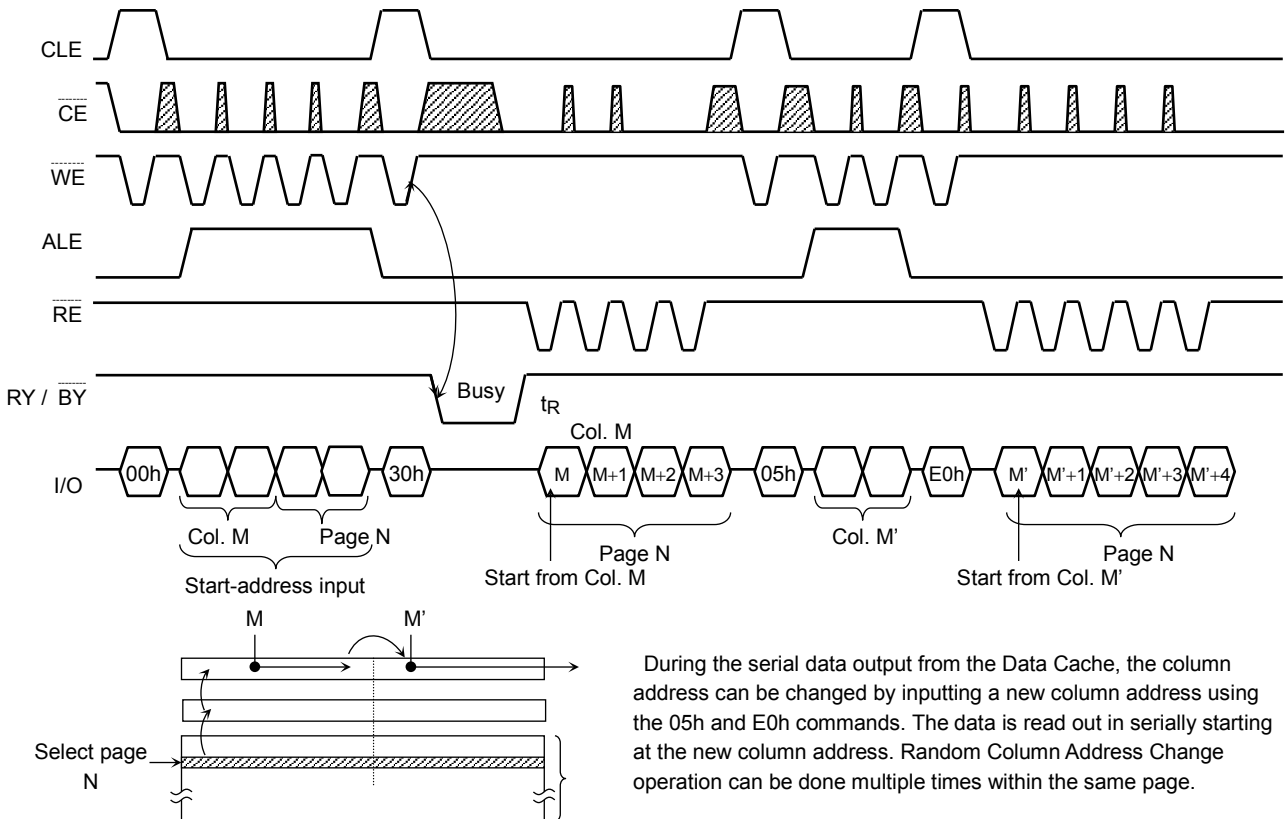 CLE
CE
WE
ALE
RE
RY / BY
Busy
tR
Col. M
I/O
00h
30h
M
M+1
M+2
M+3
05h
E0h
M'
M'+1
M'+2
M'+3
M'+4
Col. M
Page N
Page N
Col. M'
Page N
Start-address input
Start from Col. M
Start from Col. M'
M
M'
Select page
N
During the serial data output from the Data Cache, the column
address can be changed by inputting a new column address using
the 05h and E0h commands. The data is read out in serially starting
at the new column address. Random Column Address Change
operation can be done multiple times within the same page.